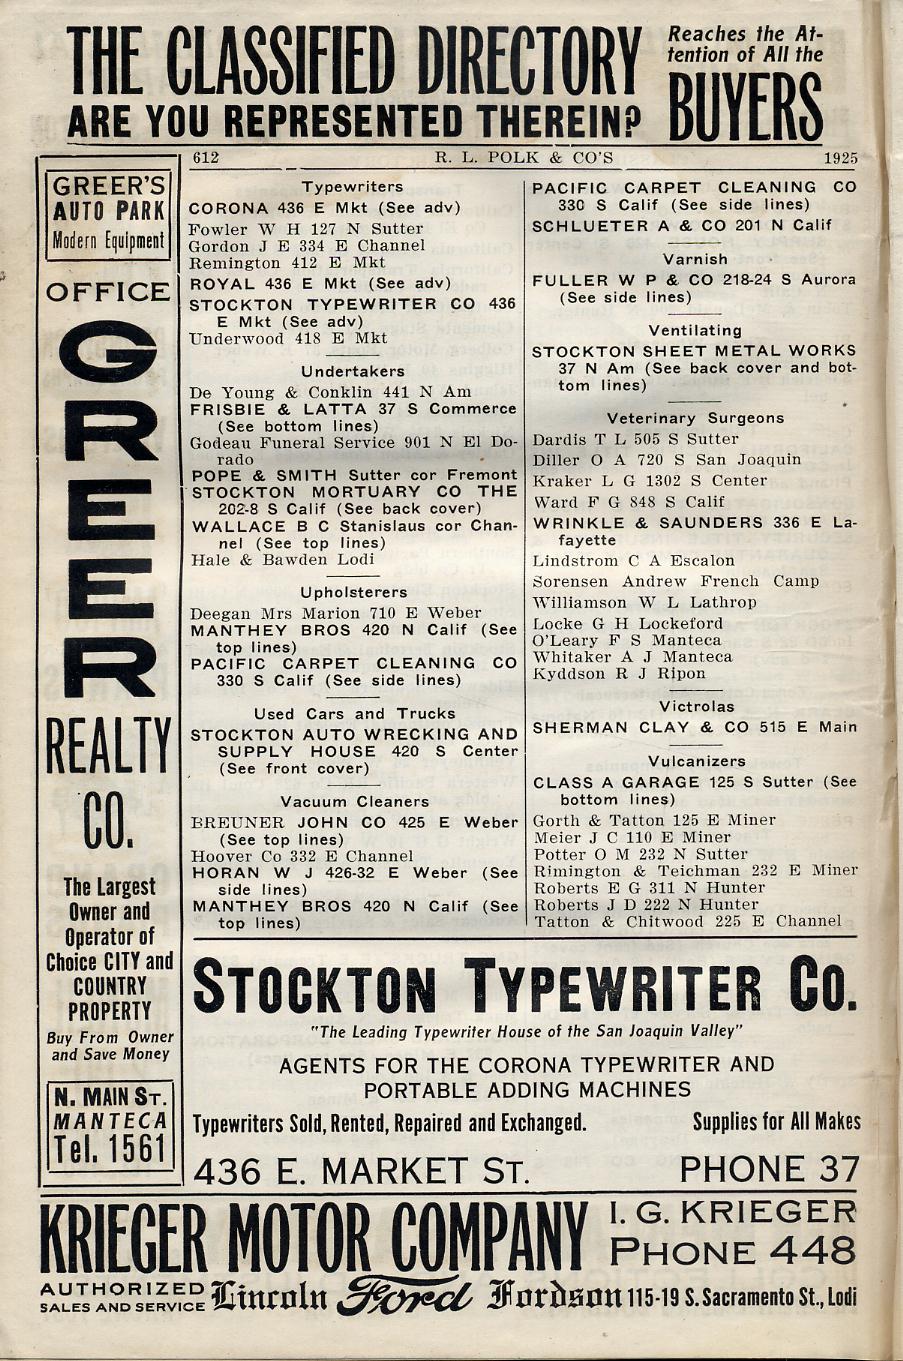 THE CLASSIFIED DIRECTORY
ARE YOU REPRESENTED THEREIN?
Reaches the At-
tention of All the
BUYERS
612 R. L. POLK & CO'S 1925
GREER'S
AUTO PARK
Modern Equipment
OFFICE
GREER
REALTY
CO.
The Largest
Owner and
Operator of
Choice CITY and
COUNTRY
PROPERTY
Buy From Owner
and Save Money
N. MAIN ST.
MANTECA
Tel. 1561
Typewriters
CORONA 436 E Mkt (See adv)
Fowler W H 127 N Sutter
Gordon J E 334 E Channel
Remington 412 E Mkt
ROYAL 436 E Mkt (See adv)
STOCKTON TYPEWRITER CO 436
E Mkt (See adv)
Underwood 418 E Mkt
Undertakers
De Young & Conklin 441 N Am
FRISBIE & LATTA 37 S Commerce
(See bottom lines)
Godeau Funeral Service 901 N El Do-
rado
POPE & SMITH Sutter cor Fremont
STOCKTON MORTUARY CO THE
202-8 S Calif (See back cover)
WALLACE B C Stanislaus cor Chan-
nel (See top lines)
Hale & Bawden Lodi
Upholsterers
Deegan Mrs Marion 710 E Weber
MANTHEY BROS 420 N Calif (See
top lines)
PACIFIC CARPET CLEANING CO
330 S Calif (See side lines)
Used Cars and Trucks
STOCKTON AUTO WRECKING AND
SUPPLY HOUSE 420 S Center
(See front cover)
Vacuum Cleaners
BREUNER JOHN CO 425 E Weber
(See top lines)
Hoover Co 332 E Channel
HORAN W J 426-32 E Weber (See
side lines)
MANTHEY BROS 420 N Calif (See
top lines)
PACIFIC CARPET CLEANING CO
330 S Calif (See side lines)
SCHLUETER A & CO 201 N Calif
Varnish
FULLER W P & CO 218-24 S Aurora
(See side lines)
Ventilating
STOCKTON SHEET METAL WORKS
37 N Am (See back cover and bot-
tom lines)
Veterinary Surgeons
Dardis T L 505 S Sutter
Diller O A 720 S San Joaquin
Kraker L G 1302 S Center
Ward F G 848 S Calif
WRINKLE & SAUNDERS 336 E La-
fayette
Lindstrom C A Escalon
Sorensen Andrew French Camp
Williamson W L Lathrop
Locke G H Lockeford
O'Leary F S Manteca
Whitaker A J Manteca
Kyddson R J Ripon
Victrolas
SHERMAN CLAY & CO 515 E Main
Vulcanizers
CLASS A GARAGE 125 S Sutter (See
bottom lines)
Gorth & Tatton 125 E Miner
Meier J C 110 E Miner
Potter O M 232 N Sutter
Rimington & Teichman 232 E Miner
Roberts E G 311 N Hunter
Roberts J D 222 N Hunter
Tatton & Chitwood 225 E Channel
STOCKTON TYPEWRITER CO.
"The Leading Typewriter House of the San Joaquin Valley"
AGENTS FOR THE CORONA TYPEWRITER AND
PORTABLE ADDING MACHINES
Typewriters Sold, Rented, Repaired and Exchanged. Supplies for All Makes
436 E. MARKET ST. PHONE 37
KRIEGER MOTOR COMPANY
I. G. KRIEGER
PHONE 448
AUTHORIZED
SALES AND SERVICE
Lincoln Ford Fordson 115-19 S. Sacramento St., Lodi